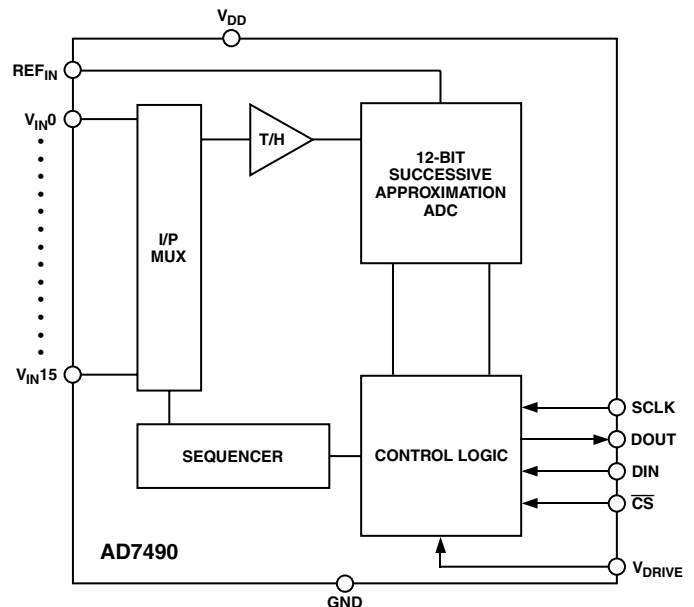 VDD
REFIN
VIN0
T/H
12-BIT
SUCCESSIVE
APPROXIMATION
ADC
I/P
MUX
VIN15
SCLK
DOUT
SEQUENCER
CONTROL LOGIC
DIN
CS
AD7490
VDRIVE
GND